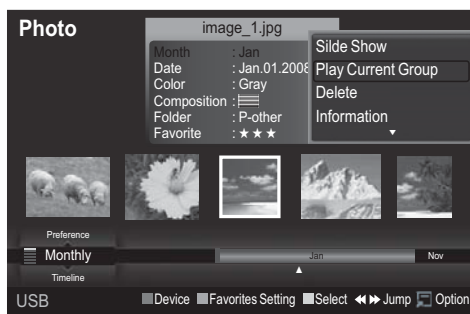 Photo
image_1.jpg
Month : Jan
Date : Jan.01.2008
Color : Gray
Composition :
Folder : P-other
Favorite : ★ ★ ★
Silde Show
Play Current Group
Delete
Information
Preference
Monthly
Timeline
Jan
Nov
USB
Device Favorites Setting Select Jump Option